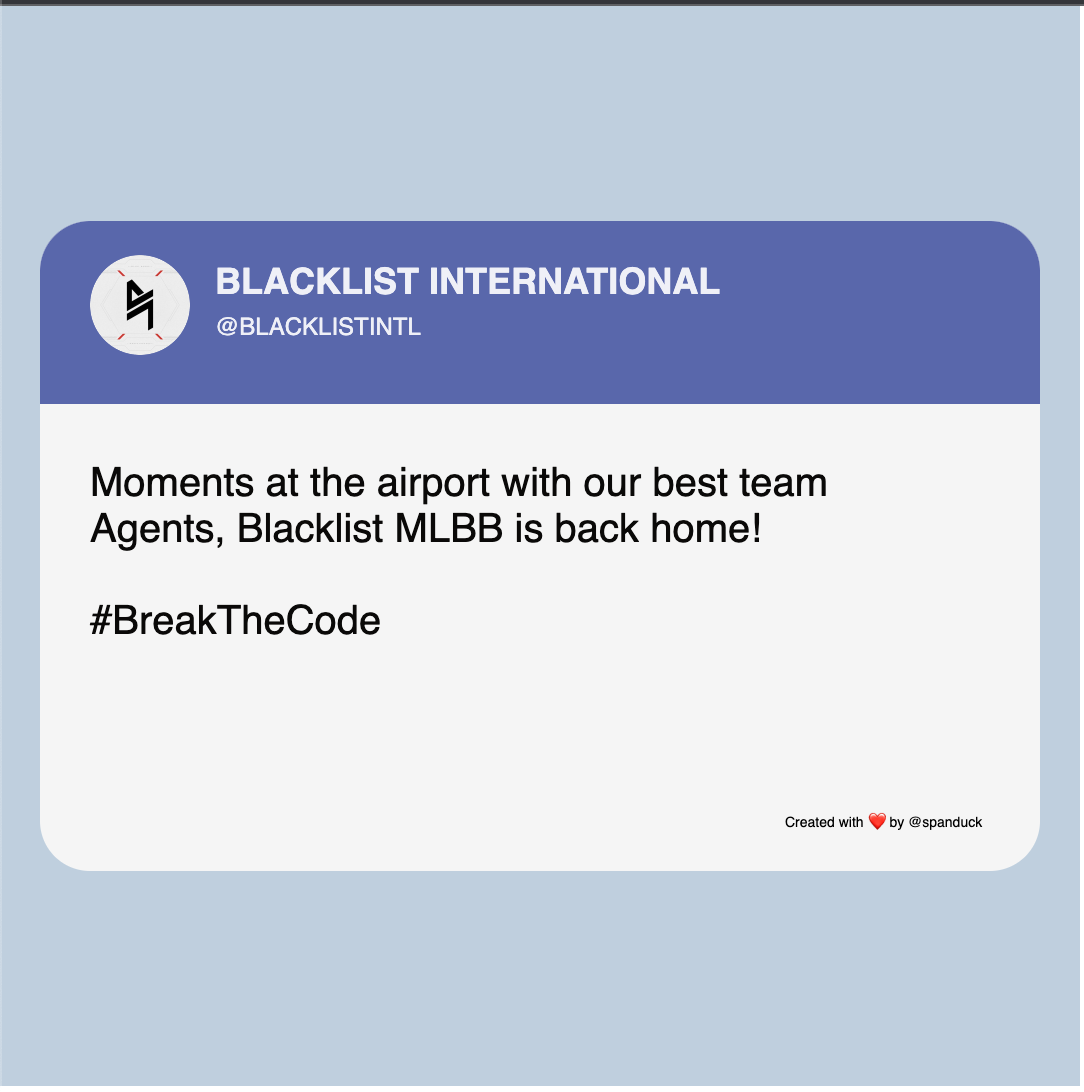 BLACKLIST INTERNATIONAL
@BLACKLISTINTL
Moments at the airport with our best team
Agents, Blacklist MLBB is back home!
#BreakTheCode
Created with ❤️ by @spanduck